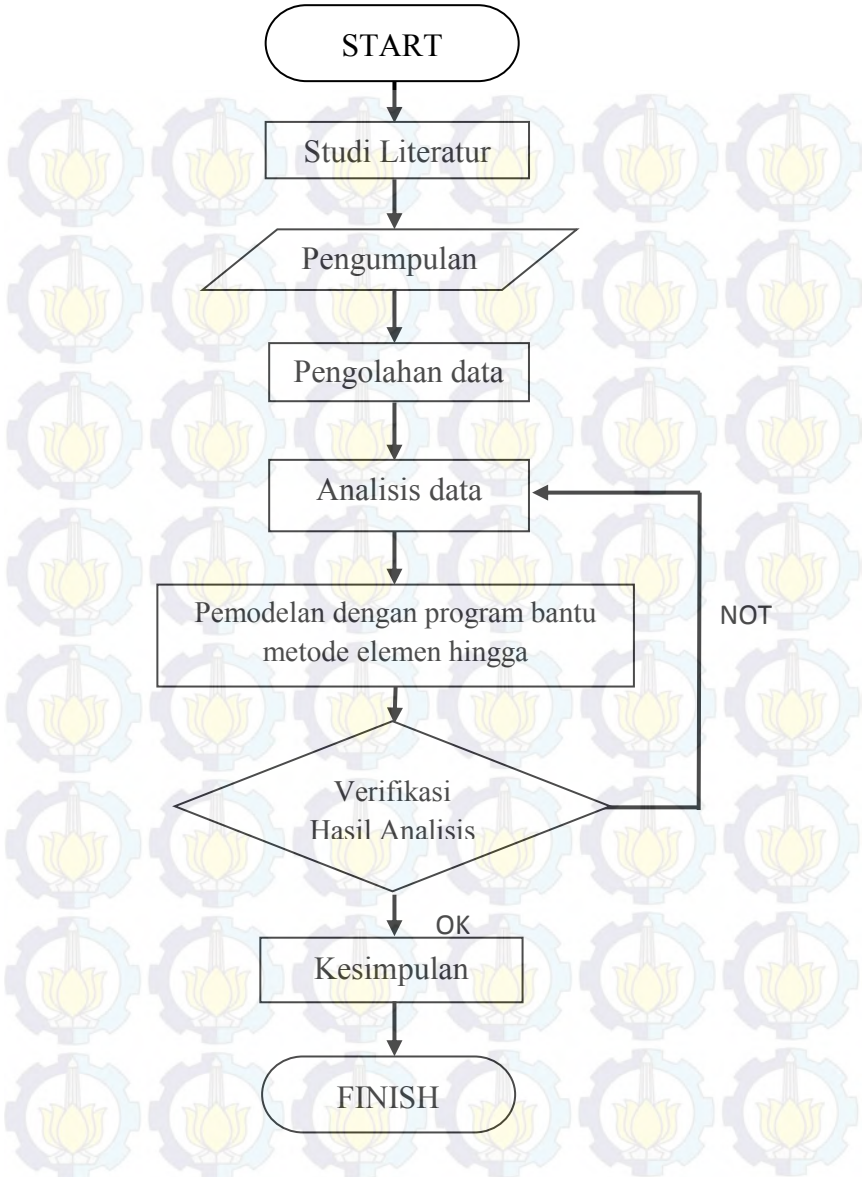 START
Studi Literatur
Pengumpulan
Pengolahan data
Analisis data
Pemodelan dengan program bantu
metode elemen hingga
NOT
Verifikasi
Hasil Analisis
OK
Kesimpulan
FINISH